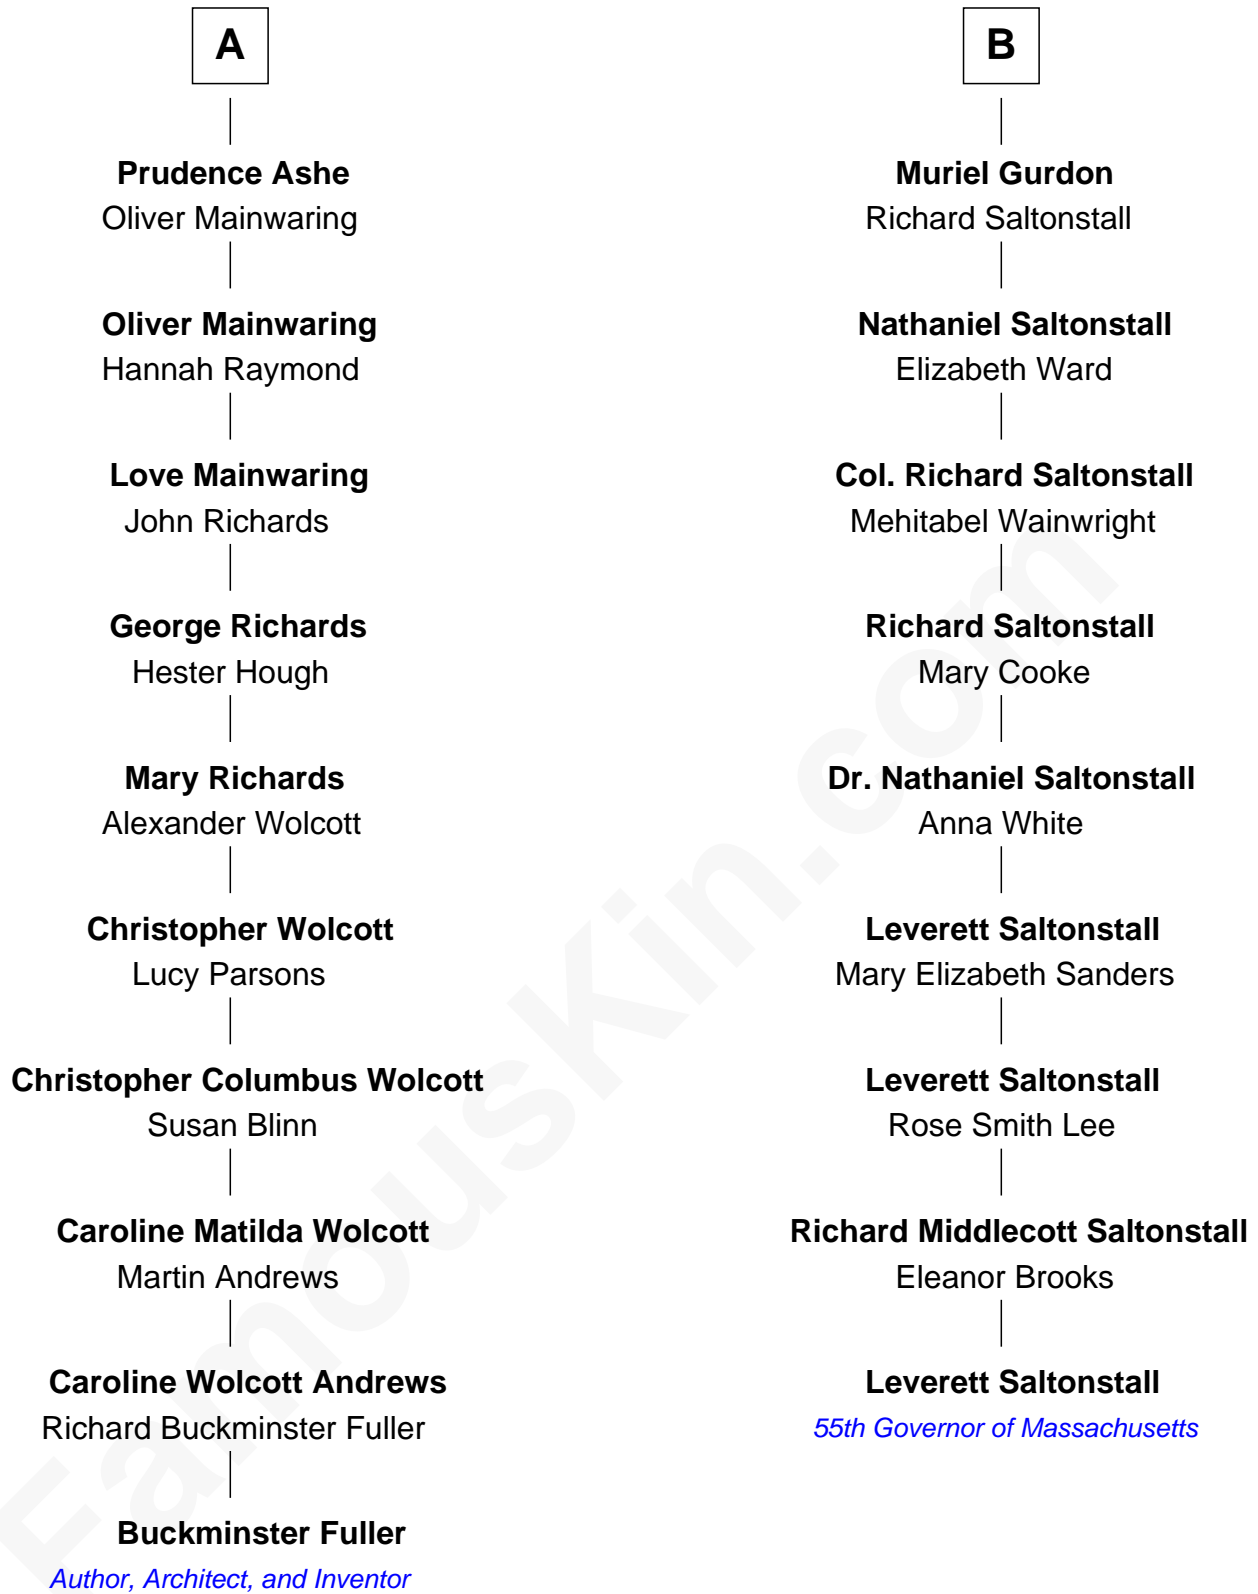 A
Prudence Ashe
Oliver Mainwaring
Oliver Mainwaring
Hannah Raymond
Love Mainwaring
John Richards
George Richards
Hester Hough
Mary Richards
Alexander Wolcott
Christopher Wolcott
Lucy Parsons
Christopher Columbus Wolcott
Susan Blinn
Caroline Matilda Wolcott
Martin Andrews
Caroline Wolcott Andrews
Richard Buckminster Fuller
Buckminster Fuller
Author, Architect, and Inventor
B
Muriel Gurdon
Richard Saltonstall
Nathaniel Saltonstall
Elizabeth Ward
Col. Richard Saltonstall
Mehitabel Wainwright
Richard Saltonstall
Mary Cooke
Dr. Nathaniel Saltonstall
Anna White
Leverett Saltonstall
Mary Elizabeth Sanders
Leverett Saltonstall
Rose Smith Lee
Richard Middlecott Saltonstall
Eleanor Brooks
Leverett Saltonstall
55th Governor of Massachusetts
FamousKin.com